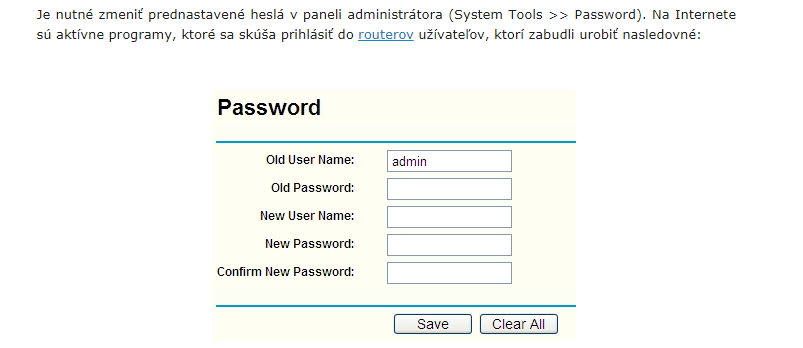 Je nutné zmeniť prednastavené heslá v paneli administrátora (System Tools >> Password). Na Internete
sú aktívne programy, ktoré sa skúša prihlásiť do routerov užívateľov, ktorí zabudli urobiť nasledovné:
Password
Old User Name: admin
Old Password:
New User Name:
New Password:
Confirm New Password:
Save Clear All